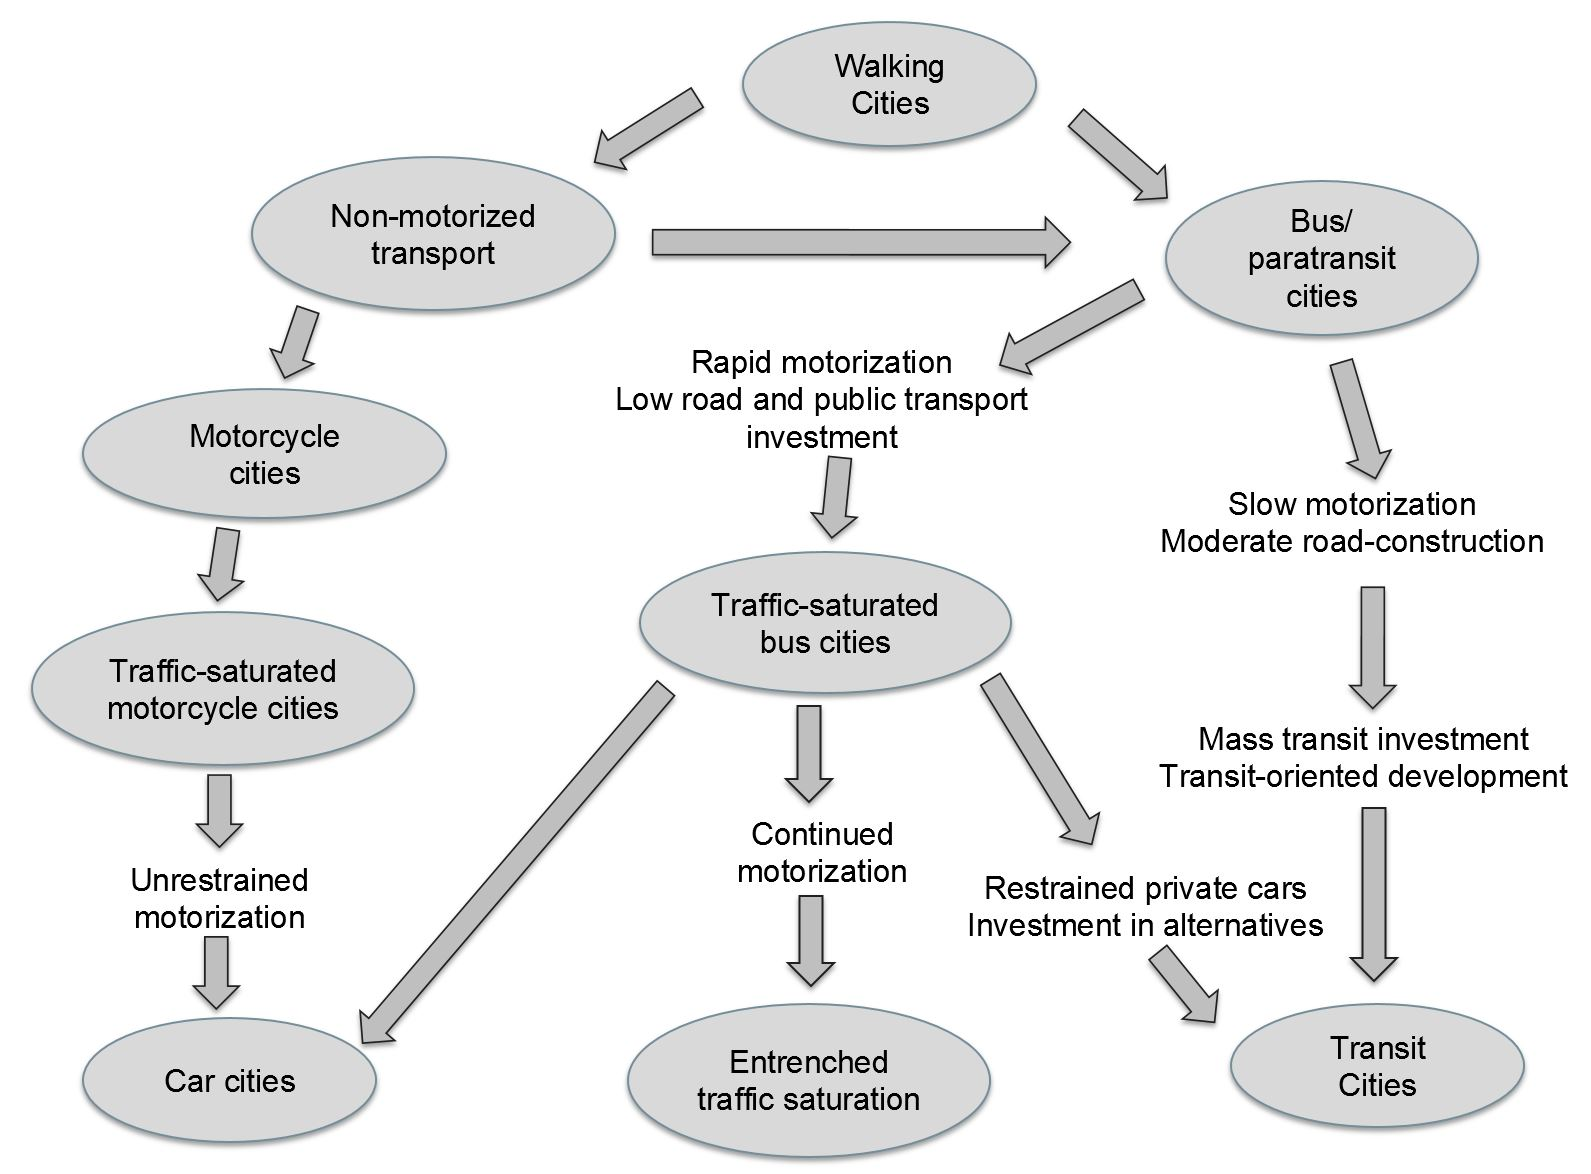 Walking
Cities
Non-motorized
transport
Bus/
paratransit
cities
Rapid motorization
Low road and public transport
investment
Motorcycle
cities
Slow motorization
Moderate road-construction
Traffic-saturated
bus cities
Traffic-saturated
motorcycle cities
Mass transit investment
Transit-oriented development
Continued
motorization
Unrestrained
motorization
Restrained private cars
Investment in alternatives
Car cities
Entrenched
traffic saturation
Transit
Cities